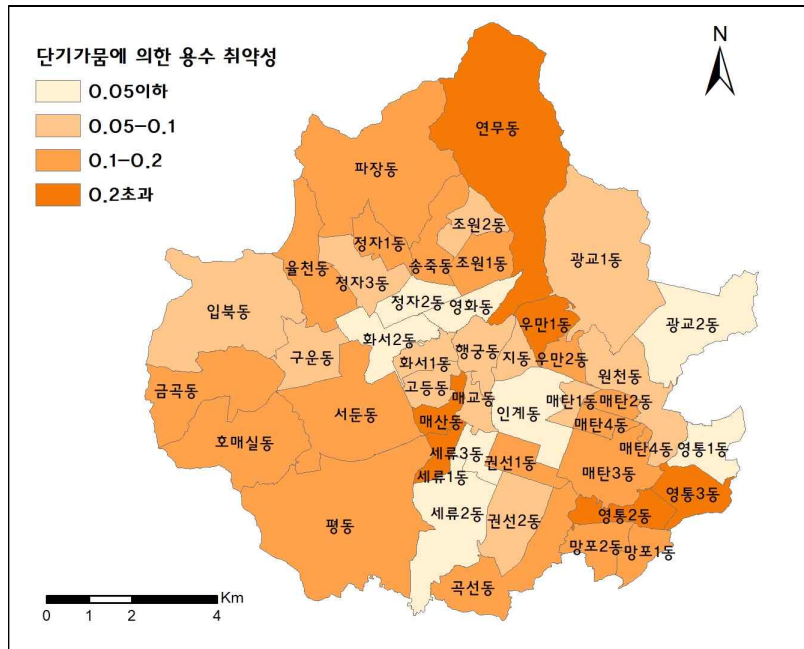 단기가뭄에 의한 용수 취약성
0.05이하
0.05-0.1
0.1-0.2
0.2초과
N
연무동
파장동
조원2동
정자1동
송죽동 조원1동
광교1동
율천동
정자3동
입북동
정자2동 영화동
광교2동
우만1동
화서2동
행궁동
구운동
화서1동
지동 우만2동
원천동
고등동
금곡동
매교동
매탄1동 매탄2동
서둔동
매산동
인계동
매탄4동
호매실동
매탄4동 영통1동
세류3동
권선1동
매탄3동
세류1동
영통3동
세류2동 권선2동
영통2동
평동
망포2동 망포1동
곡선동
Km
0 1 2 4